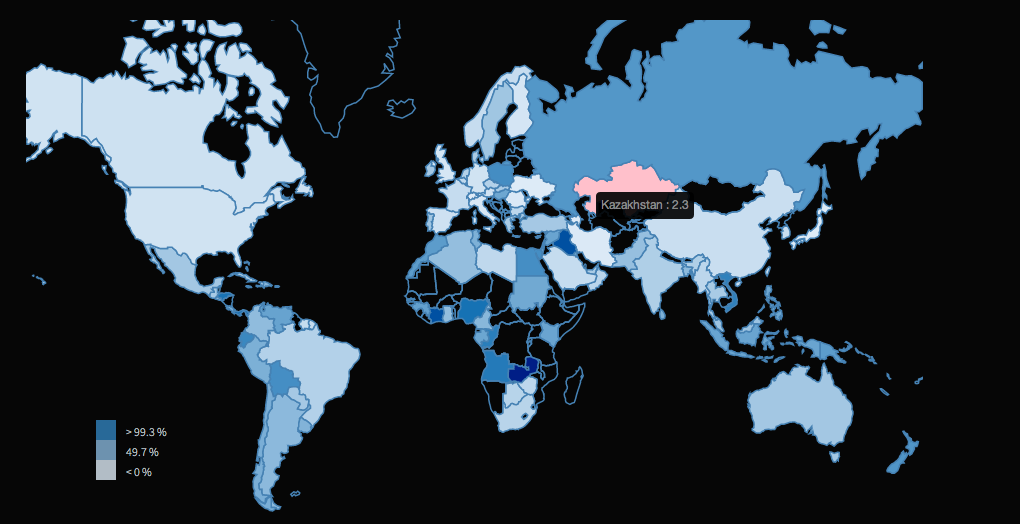 Kazakhstan : 2.3
> 99.3 %
49.7 %
< 0 %